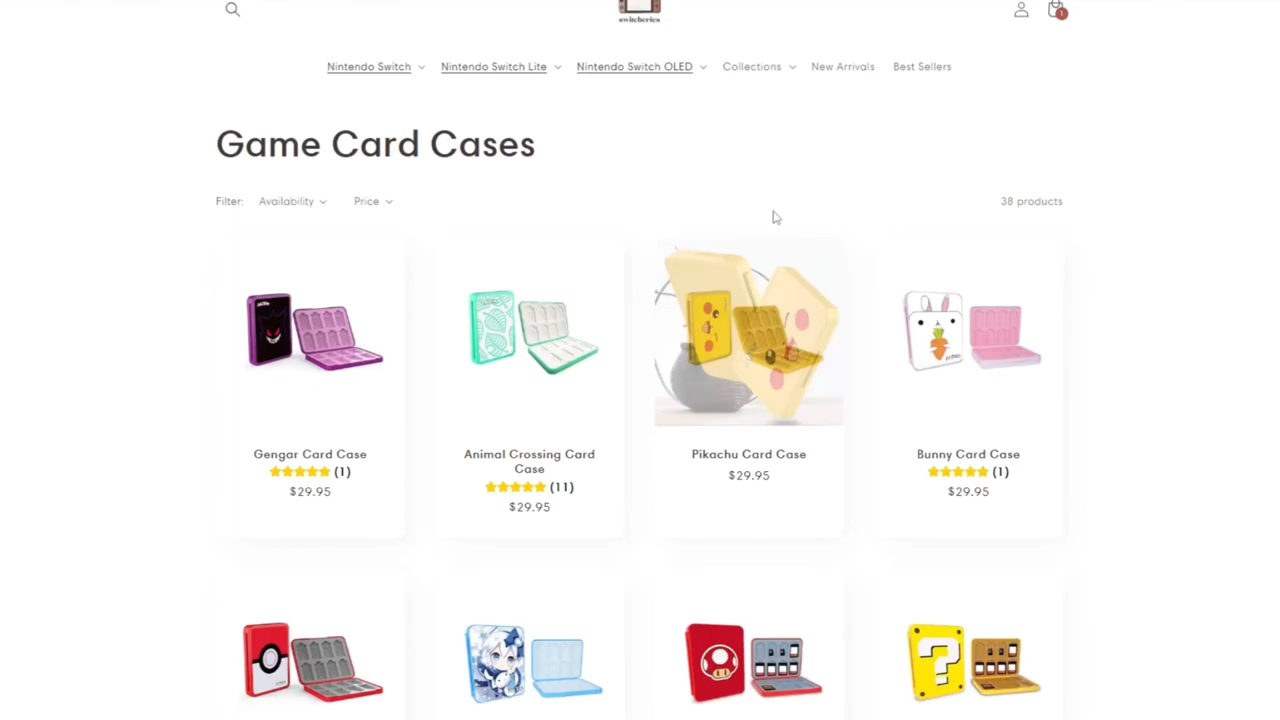 switcheries
1
Nintendo Switch
Nintendo Switch Lite
Nintendo Switch OLED
Collections
New Arrivals
Best Sellers
Game Card Cases
Filter:
Availability
Price
38 products
Gengar Card Case
(1)
$29.95
Animal Crossing Card
Case
(11)
$29.95
Pikachu Card Case
$29.95
Bunny Card Case
(1)
$29.95